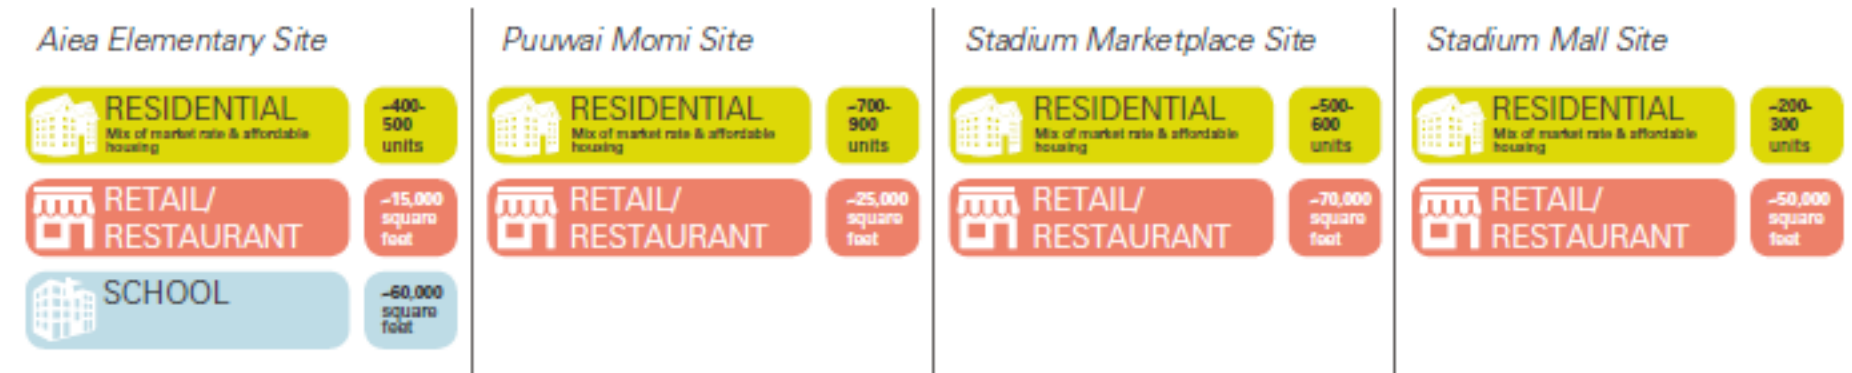 Aiea Elementary Site
RESIDENTIAL
Mix of market rate & affordable
housing
~400-
500
units
RETAIL/
RESTAURANT
~15,000
square
feet
SCHOOL
~60,000
square
feet
Puuwai Momi Site
RESIDENTIAL
Mix of market rate & affordable
housing
~700-
900
units
RETAIL/
RESTAURANT
~25,000
square
feet
Stadium Marketplace Site
RESIDENTIAL
Mix of market rate & affordable
housing
~500-
600
units
RETAIL/
RESTAURANT
~70,000
square
feet
Stadium Mall Site
RESIDENTIAL
Mix of market rate & affordable
housing
~200-
300
units
RETAIL/
RESTAURANT
~50,000
square
feet